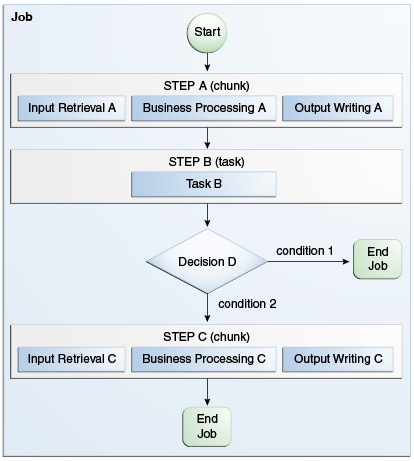 Job
Start
STEP A (chunk)
Input Retrieval A
Business Processing A
Output Writing A
STEP B (task)
Task B
Decision D
condition 1
End
Job
condition 2
STEP C (chunk)
Input Retrieval C
Business Processing C
Output Writing C
End
Job